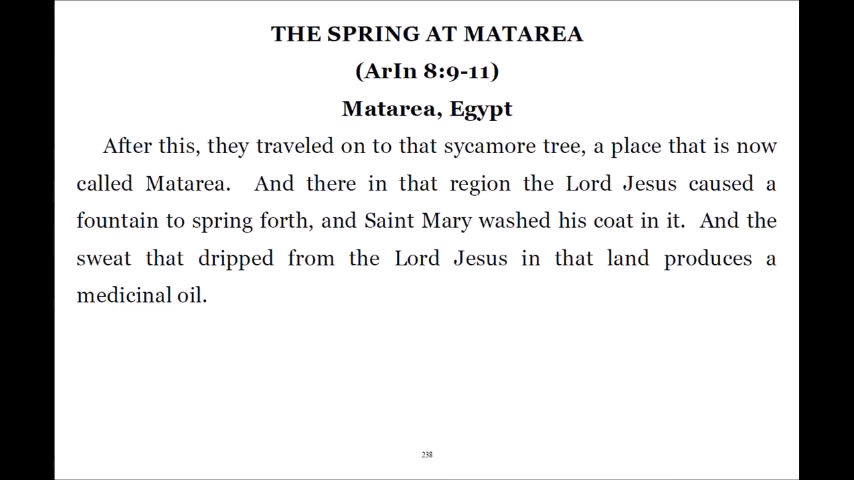 THE SPRING AT MATAREA
(ArIn 8:9-11)
Matarea, Egypt
After this, they traveled on to that sycamore tree, a place that is now
called Matarea. And there in that region the Lord Jesus caused a
fountain to spring forth, and Saint Mary washed his coat in it. And the
sweat that dripped from the Lord Jesus in that land produces a
medicinal oil.
238